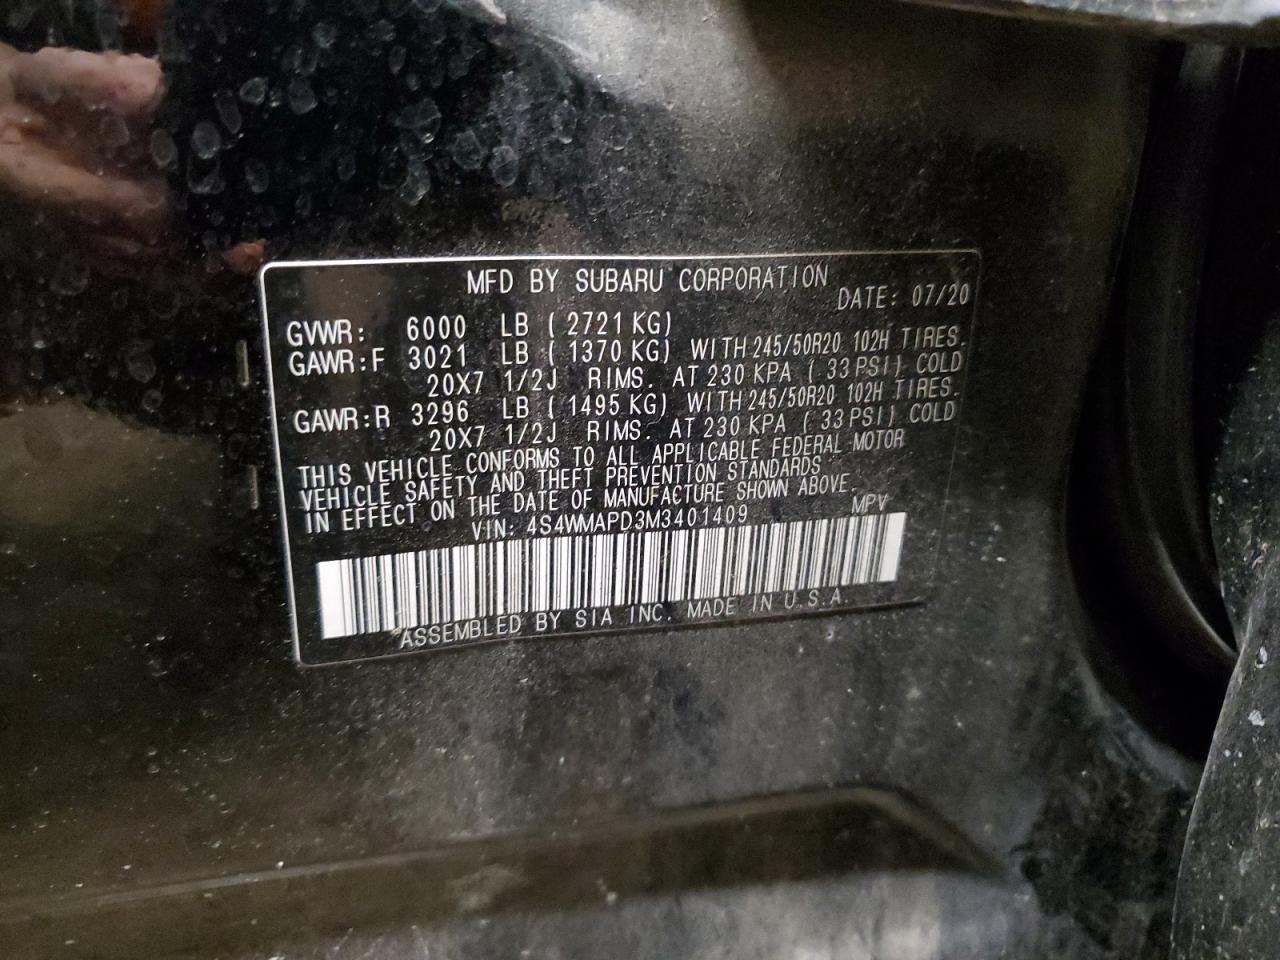 MFD BY SUBARU CORPORATION
DATE: 07/20
GVWR: 6000 LB ( 2721 KG)
GAWR:F 3021 LB ( 1370 KG) WITH 245/50R20 102H TIRES.
20X7 1/2J RIMS. AT 230 KPA ( 33 PSI) COLD
GAWR:R 3296 LB ( 1495 KG) WITH 245/50R20 102H TIRES.
20X7 1/2J RIMS. AT 230 KPA ( 33 PSI) COLD
THIS VEHICLE CONFORMS TO ALL APPLICABLE FEDERAL MOTOR
VEHICLE SAFETY AND THEFT PREVENTION STANDARDS
IN EFFECT ON THE DATE OF MANUFACTURE SHOWN ABOVE.
VIN: 4S4WMAPD3M3401409 MPV
ASSEMBLED BY SIA INC. MADE IN U.S.A.